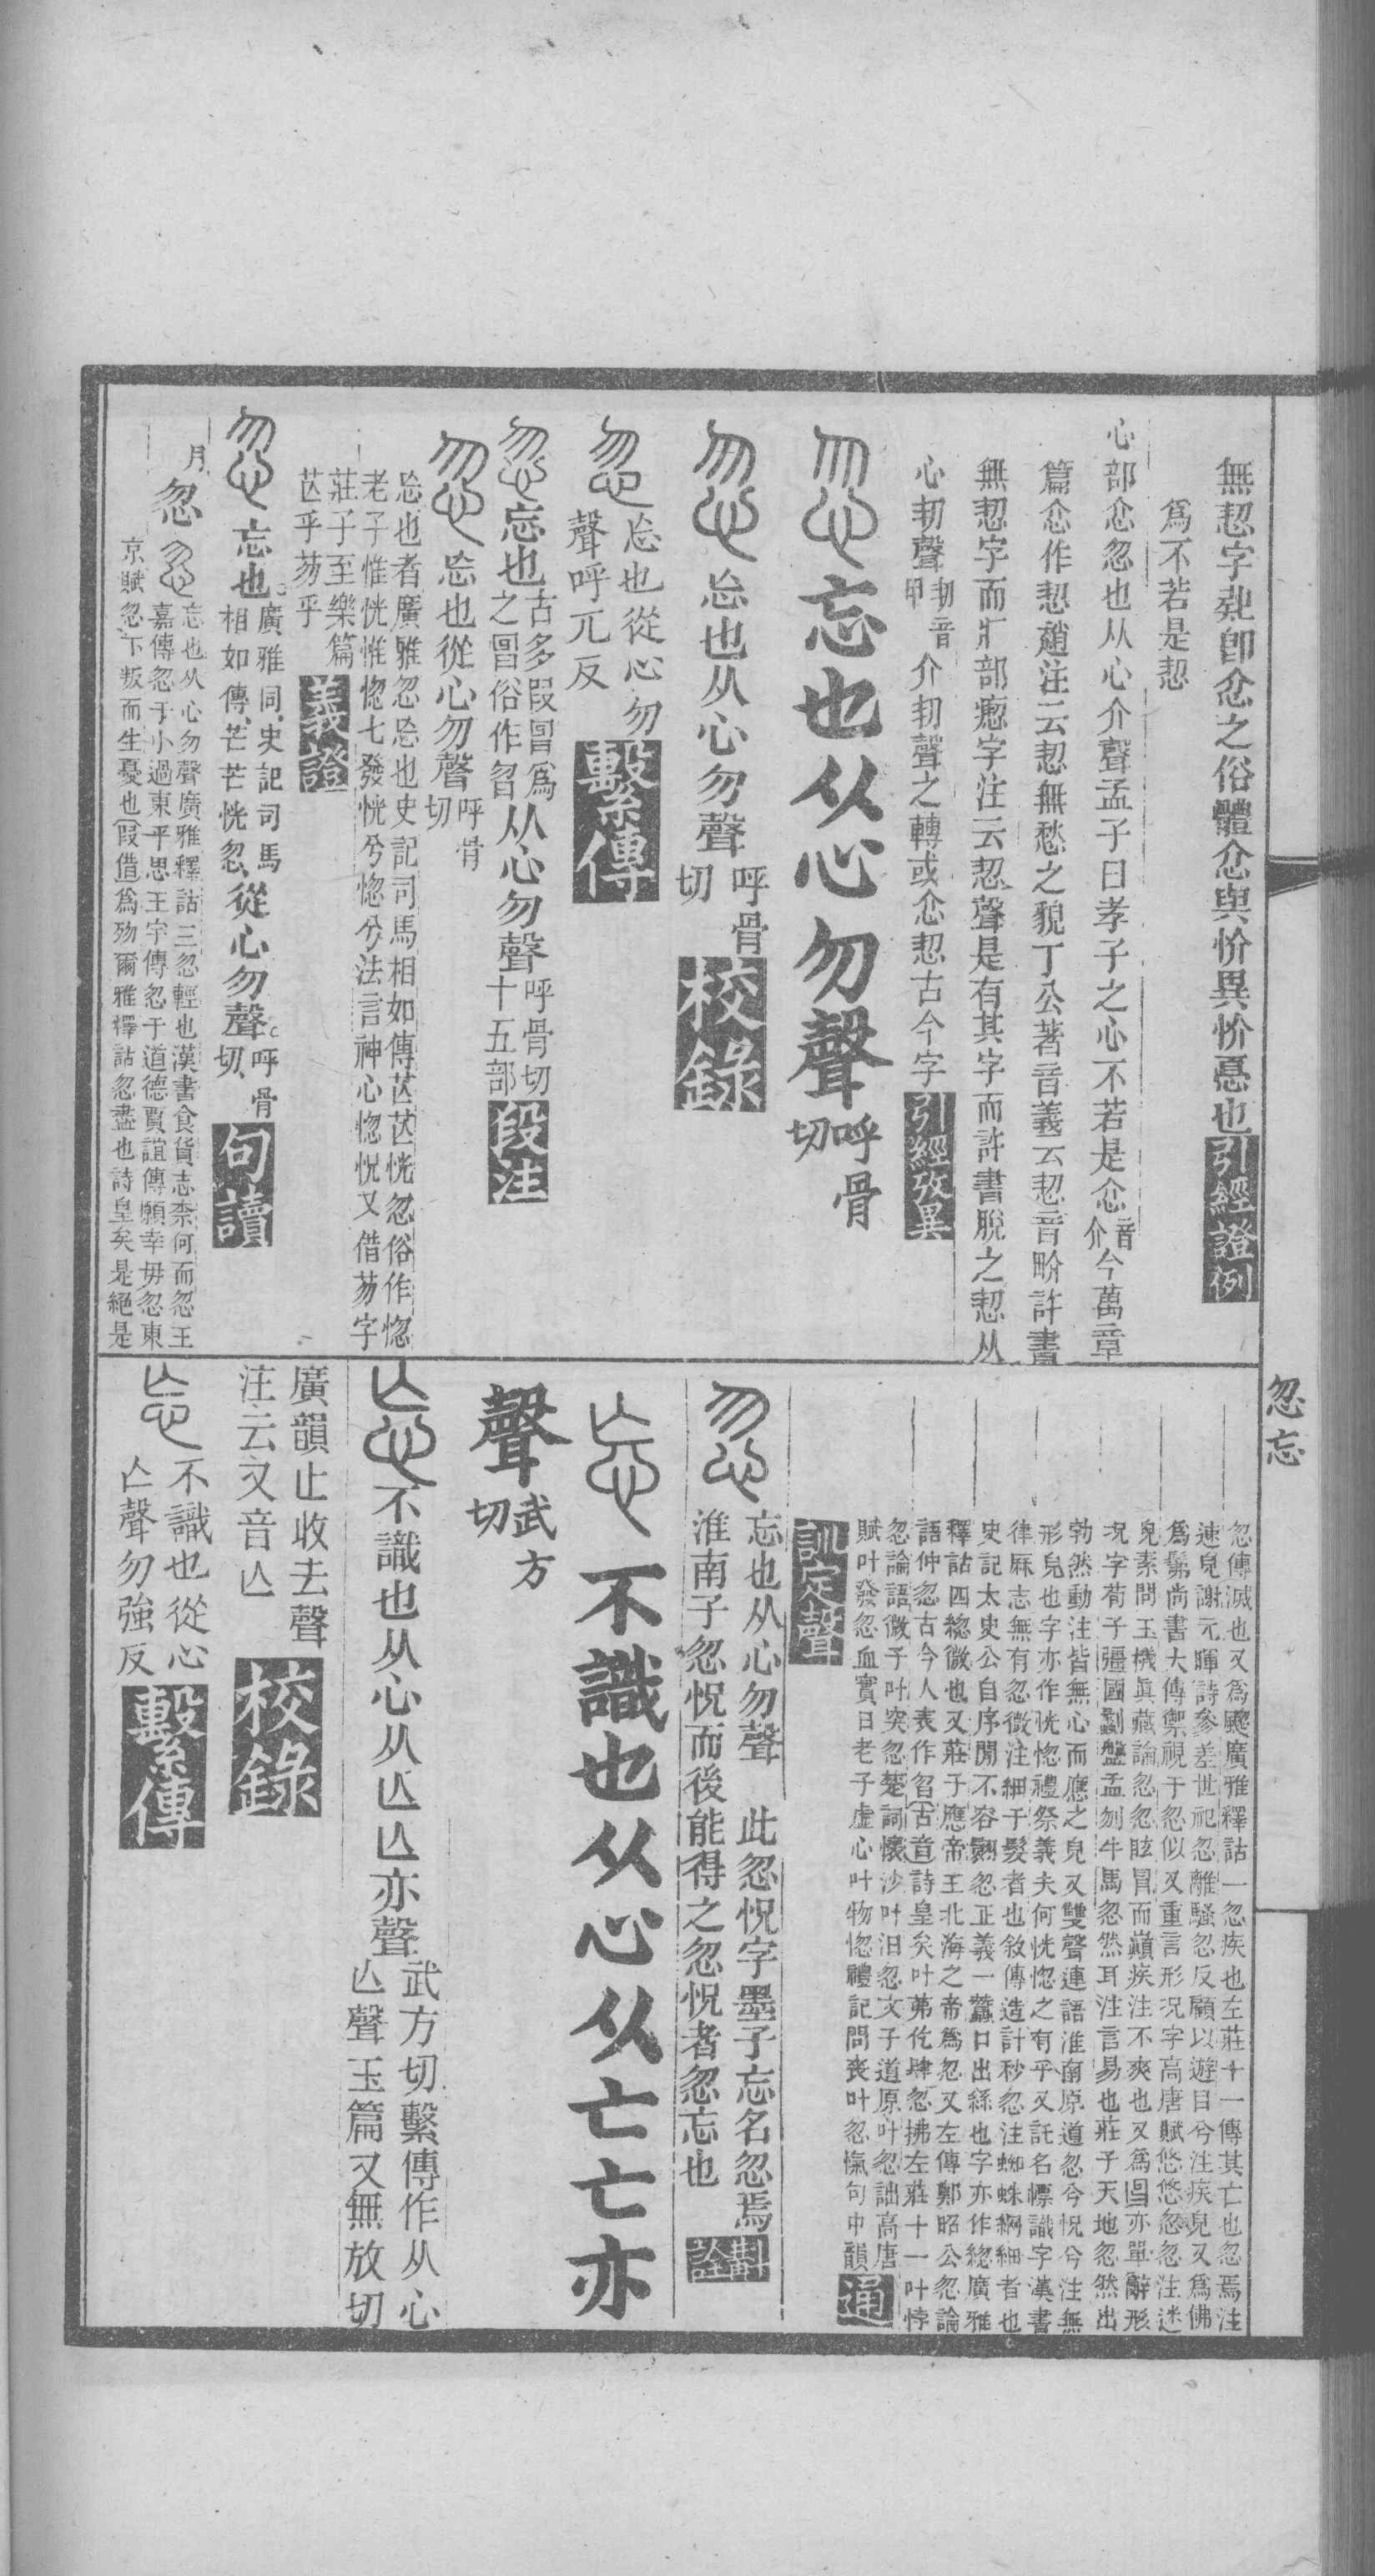 無恝字恝卽忿之俗體忿與忦異忦惪也引經證例
爲不若是恝
心部忿忽也从心介聲孟子曰孝子之心不若是忿音介今萬章
篇忿作恝趙注云恝無愁之貌丁公著音義云恝音畍許書
無恝字而疒部瘛字注云恝聲是有其字而許書脫之恝从
心㓞聲㓞音介㓞聲之轉或忿恝古今字引經攷異
忘也从心勿聲呼骨切
忘也从心勿聲呼骨切校錄
忘也從心勿
聲呼兀反繫傳
忘也古多叚曶爲之曶俗作曶从心勿聲呼骨切十五部段注
忘也從心勿聲呼骨切
忘也者廣雅忽忘也史記司馬相如傳芒芒恍忽俗作惚
老子惟恍惟惚七發恍兮惚兮法言神心惚怳又借芴字
莊子至樂篇
芒乎芴乎義證
忘也廣雅同史記司馬相如傳芒芒恍忽從心勿聲呼骨切句讀
月
忽
忘也从心勿聲廣雅釋詁三忽輕也漢書食貨志柰何而忽王
嘉傳忽于小過東平思王宇傳忽于道德賈誼傳願幸毋忽東
京賦忽下叛而生憂也叚借爲歾爾雅釋詁忽盡也詩皇矣是絕是
忽忘
忽傳滅也又爲颮廣雅釋詁一忽疾也左莊十一傳其亡也忽焉注
速皃謝元暉詩參差世祀忽離騷忽反顧以遊目兮注疾皃又爲佛
爲髴尚書大傳禦視于忽似又重言形況字高唐賦悠悠忽忽注迷
皃素問玉機眞藏論忽忽眩冒而巔疾注不爽也又爲曶亦單辭形
況字荀子彊國劙盤盂刎牛馬忽然耳注言易也莊子天地忽然出
勃然動注皆無心而應之皃又雙聲連語淮南原道忽兮怳兮注無
形皃也字亦作恍惚禮祭義夫何恍惚之有乎又託名幖識字漢書
律厤志無有忽微注細于髮者也敘傳造計秒忽注蜘蛛網細者也
史記太史公自序閒不容翲忽正義一蠶口出絲也字亦作緫廣雅
釋詁四緫微也又莊子應帝王北海之帝爲忽又左傳鄭昭公忽論
語仲忽古今人表作曶古音詩皇矣叶茀仡肆忽拂左莊十一叶悖
忽論語微子叶突忽楚詞懷沙叶汨忽文子道原叶忽詘高唐
賦叶發忽血實曰老子虛心叶物惚禮記問喪叶忽愾句中韻通
訓定聲
忘也从心勿聲 此忽怳字墨子忘名忽焉
淮南子忽怳而後能得之忽怳者忽忘也斠詮
不識也从心从亡亡亦
聲武方切
不識也从心从亾亾亦聲武方切繫傳作从心亾聲玉篇又無放切
廣韻止收去聲
注云又音亾校錄
不識也從心
亾聲勿強反繫傳